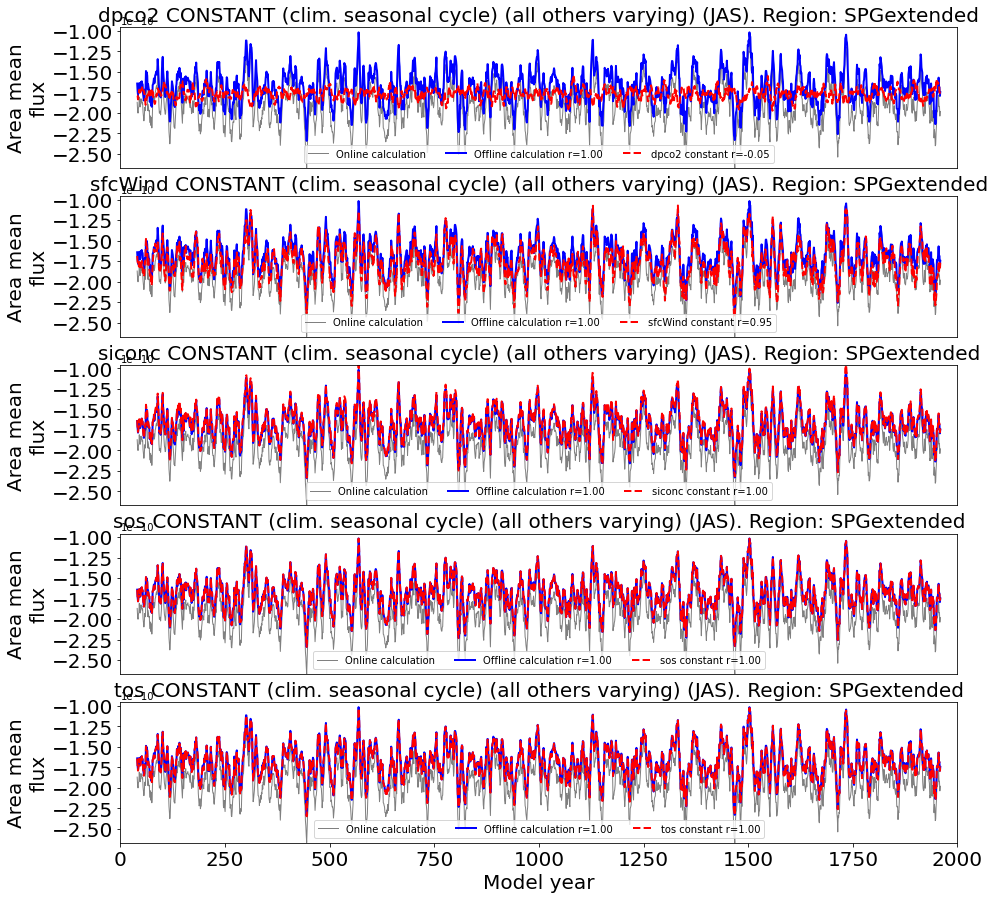 dpco2 CONSTANT (clim. seasonal cycle) (all others varying) (JAS). Region: SPGextended
1e−10
−1.00
−1.25
−1.50
−1.75
−2.00
−2.25
−2.50
Area mean
flux
Online calculation
Offline calculation r=1.00
dpco2 constant r=-0.05
sfcWind CONSTANT (clim. seasonal cycle) (all others varying) (JAS). Region: SPGextended
1e−10
−1.00
−1.25
−1.50
−1.75
−2.00
−2.25
−2.50
Area mean
flux
Online calculation
Offline calculation r=1.00
sfcWind constant r=0.95
siconc CONSTANT (clim. seasonal cycle) (all others varying) (JAS). Region: SPGextended
1e−10
−1.00
−1.25
−1.50
−1.75
−2.00
−2.25
−2.50
Area mean
flux
Online calculation
Offline calculation r=1.00
siconc constant r=1.00
sos CONSTANT (clim. seasonal cycle) (all others varying) (JAS). Region: SPGextended
1e−10
−1.00
−1.25
−1.50
−1.75
−2.00
−2.25
−2.50
Area mean
flux
Online calculation
Offline calculation r=1.00
sos constant r=1.00
tos CONSTANT (clim. seasonal cycle) (all others varying) (JAS). Region: SPGextended
1e−10
−1.00
−1.25
−1.50
−1.75
−2.00
−2.25
−2.50
Area mean
flux
Online calculation
Offline calculation r=1.00
tos constant r=1.00
0
250
500
750
1000
1250
1500
1750
2000
Model year